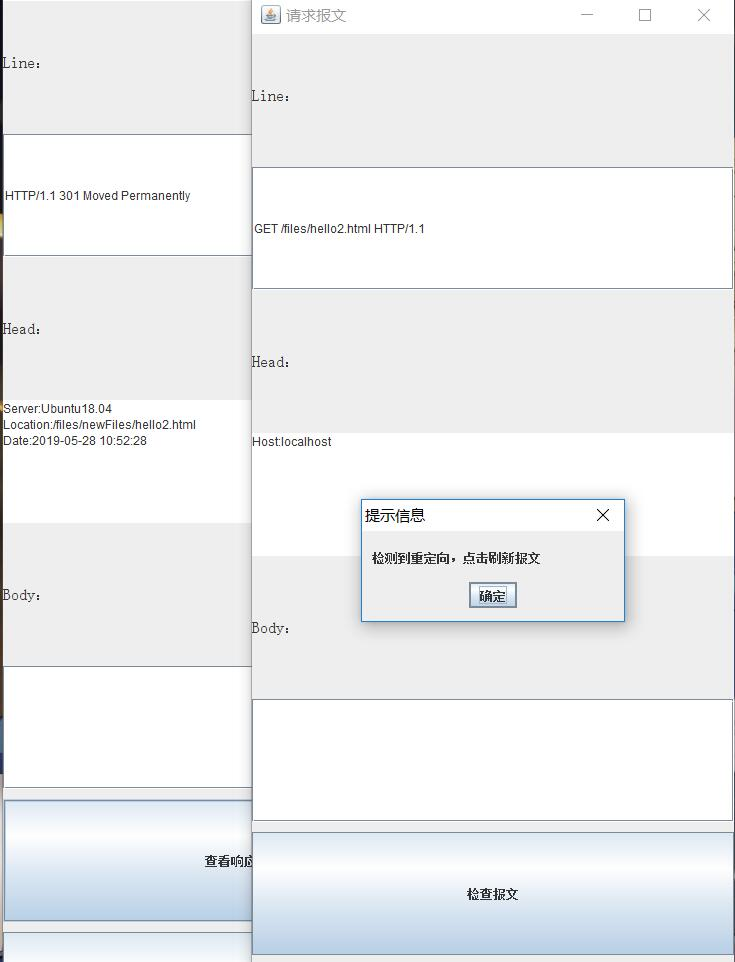 Line:
HTTP/1.1 301 Moved Permanently
Head:
Server:Ubuntu18.04
Location:/files/newFiles/hello2.html
Date:2019-05-28 10:52:28
Body:
查看响应
请求报文
Line:
GET /files/hello2.html HTTP/1.1
Head:
Host:localhost
提示信息
检测到重定向，点击刷新报文
确定
Body:
检查报文